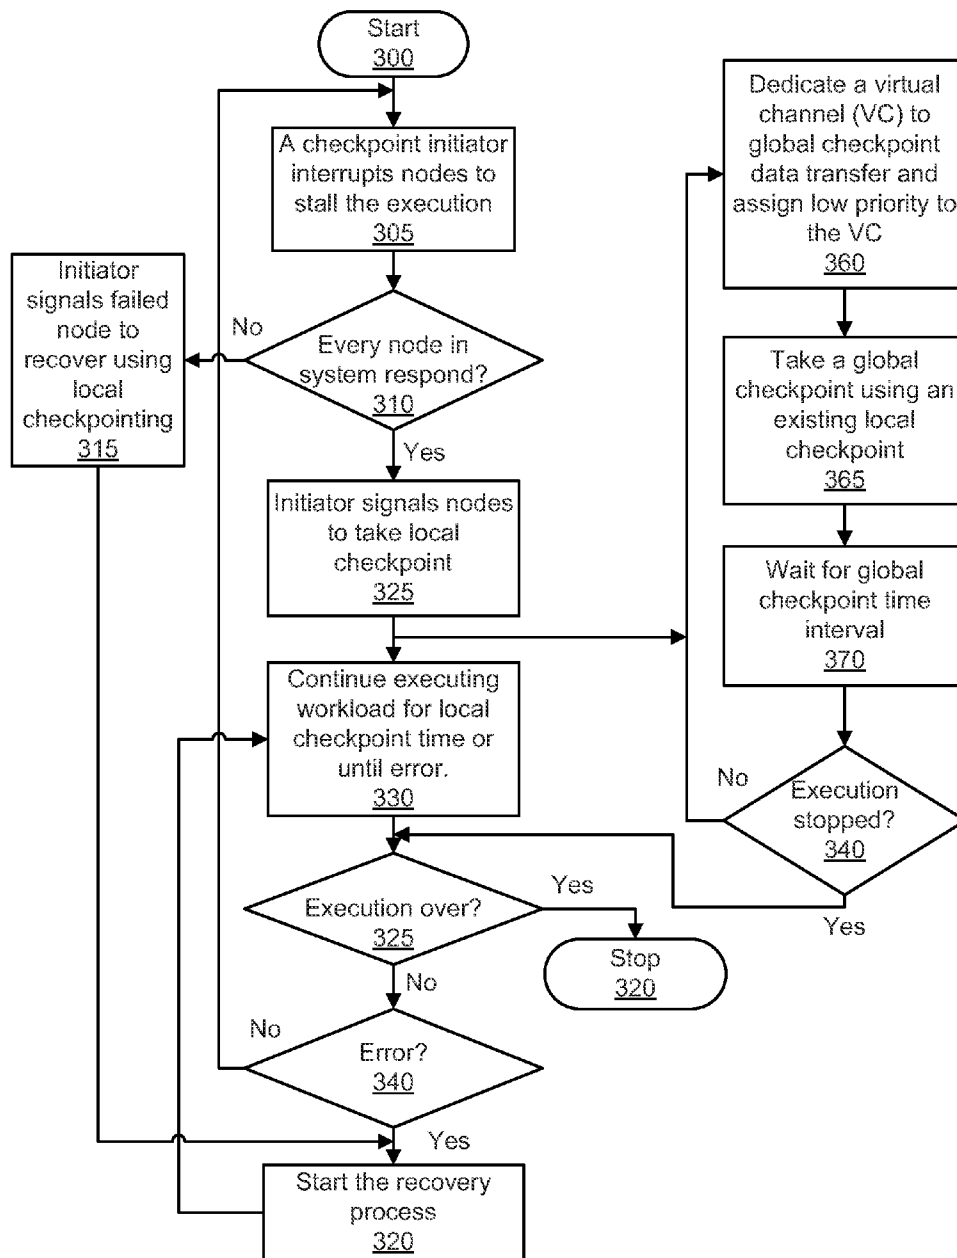 Start
300
A checkpoint initiator
interrupts nodes to
stall the execution
305
Every node in
system respond?
310
No
Yes
Initiator
signals failed
node to
recover using
local
checkpointing
315
Initiator signals nodes
to take local
checkpoint
325
Continue executing
workload for local
checkpoint time or
until error.
330
Execution over?
325
Yes
No
Stop
320
Error?
340
No
Yes
Start the recovery
process
320
Dedicate a virtual
channel (VC) to
global checkpoint
data transfer and
assign low priority to
the VC
360
Take a global
checkpoint using an
existing local
checkpoint
365
Wait for global
checkpoint time
interval
370
Execution
stopped?
340
No
Yes